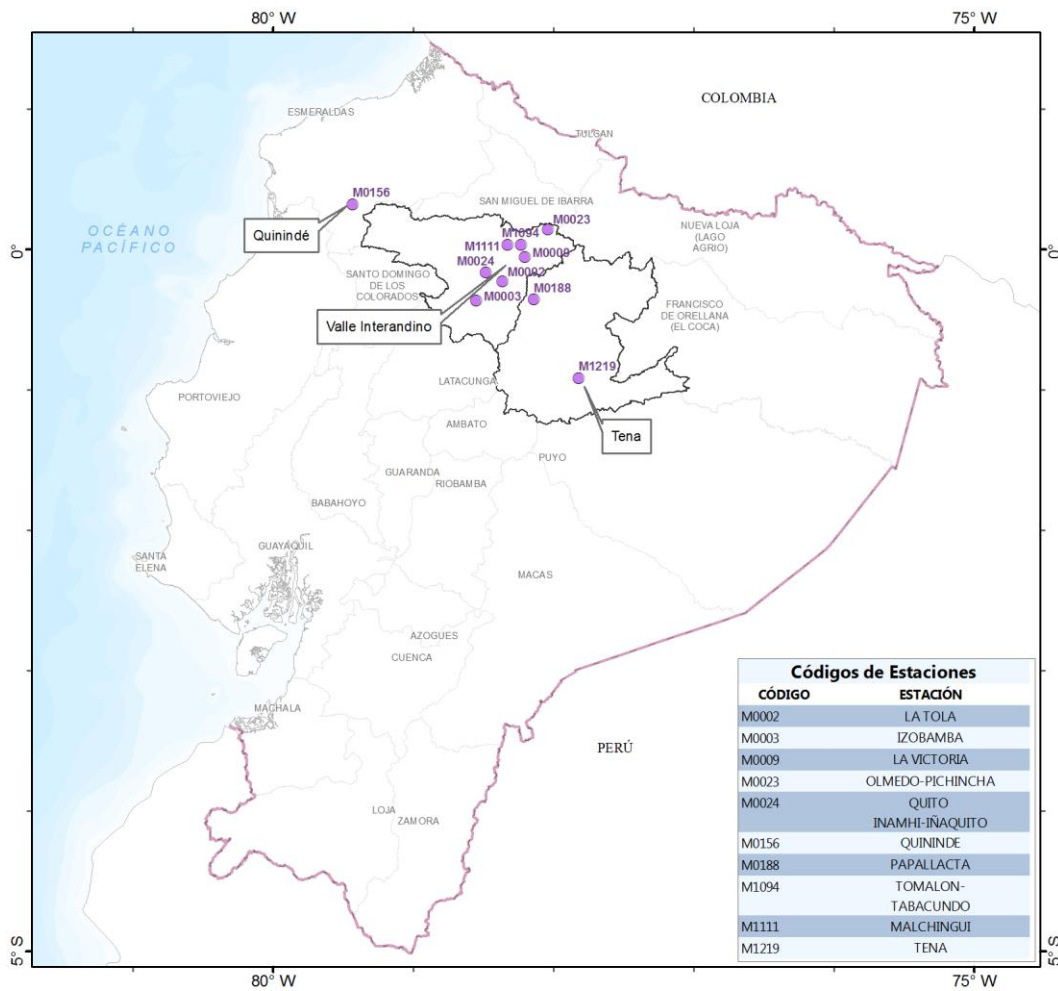 80° W
75° W
COLOMBIA
ESMERALDAS
TULCAN
M0156
SAN MIGUEL DE IBARRA
M0023
OCÉANO
PACÍFICO
Quinindé
M1094
NUEVA LOJA
(LAGO
AGRIO)
0°
M1111
M0009
0°
M0024
SANTO DOMINGO
DE LOS
COLORADOS
M0002
M0003
M0188
FRANCISCO
DE ORELLANA
(EL COCA)
Valle Interandino
M1219
LATACUNGA
PORTOVIEJO
AMBATO
Tena
PUYO
GUARANDA
RIOBAMBA
BABAHOYO
GUAYAQUIL
SANTA
ELENA
MACAS
AZOGUES
CUENCA
MACHALA
PERÚ
LOJA
ZAMORA
Códigos de Estaciones
CÓDIGO ESTACIÓN
M0002 LA TOLA
M0003 IZOBAMBA
M0009 LA VICTORIA
M0023 OLMEDO-PICHINCHA
M0024 QUITO
INAMHI-IÑAQUITO
M0156 QUININDE
M0188 PAPALLACTA
M1094 TOMALON-
TABACUNDO
M1111 MALCHINGUI
M1219 TENA
5° S
5° S
80° W
75° W